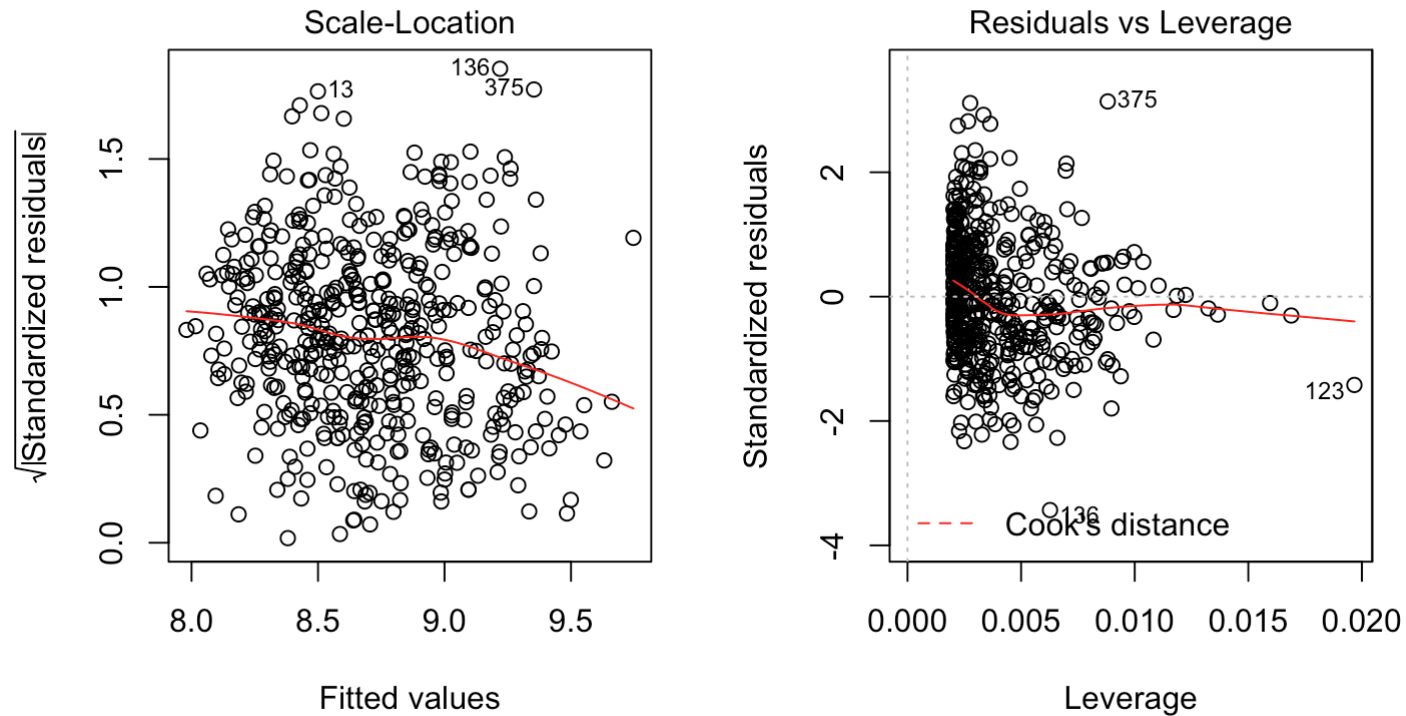 Scale-Location
√|Standardized residuals|
1.5
1.0
0.5
0.0
136
375
13
8.0 8.5 9.0 9.5
Fitted values
Residuals vs Leverage
Standardized residuals
2
0
-2
-4
375
123
136
Cook's distance
0.000 0.005 0.010 0.015 0.020
Leverage